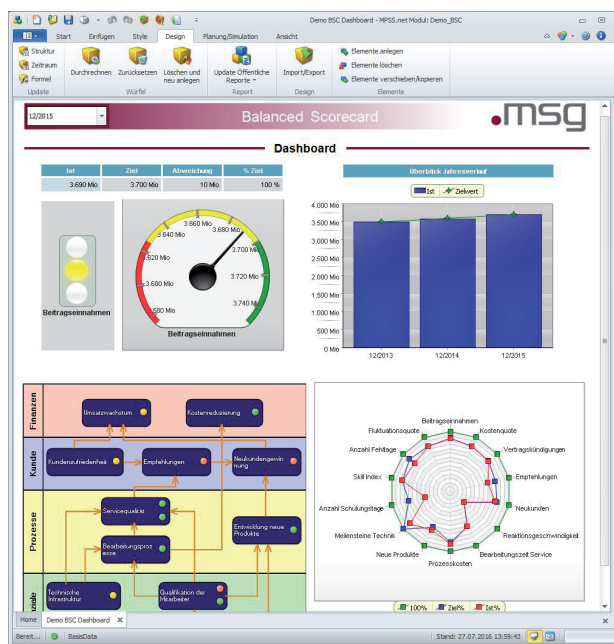 Demo BSC Dashboard - MPSS.net Modul: Demo_BSC
Start Einfügen Style Design Planung/Simulation Ansicht
Struktur
Zeitraum
Formel
Durchrechnen Zurücksetzen Löschen und neu anlegen
Update Öffentliche Reporte
Import/Export
Elemente anlegen
Elemente löschen
Elemente verschieben/kopieren
Update Würfel Report Design Elemente
12/2015
Balanced Scorecard
.msg
Dashboard
Ist Ziel Abweichung % Ziel
3.690 Mio 3.700 Mio 10 Mio 100 %
Beitragseinnahmen
580 Mio
3.600 Mio
3.620 Mio
3.640 Mio
3.660 Mio
3.680 Mio
3.700 Mio
3.720 Mio
3.740 Mio
Beitragseinnahmen
Überblick Jahresverlauf
Ist Zielwert
4.000 Mio
3.500 Mio
3.000 Mio
2.500 Mio
2.000 Mio
1.500 Mio
1.000 Mio
500 Mio
0 Mio
12/2013 12/2014 12/2015
Finanzen
Umsatzwachstum
Kostenreduzierung
Kunde
Kundenzufriedenheit
Empfehlungen
Neukundengewin
nung
Prozesse
Servicequalität
Bearbeitungsproz
esse
Entwicklung neue
Produkte
ziale
Technische
Infrastruktur
Qualifikation der
Mitarbeiter
Beitragseinnahmen
Kostenquote
Vertragskündigungen
Empfehlungen
Neukunden
Reaktionsgeschwindigkeit
Bearbeitungszeit Service
Prozesskosten
Neue Produkte
Meilensteine Technik
Anzahl Schulungstage
Skill Index
Anzahl Fehltage
Fluktuationsquote
100% Ziel% Ist%
Home Demo BSC Dashboard
Bereit... BasisData
Stand: 27.07.2016 13:59:43